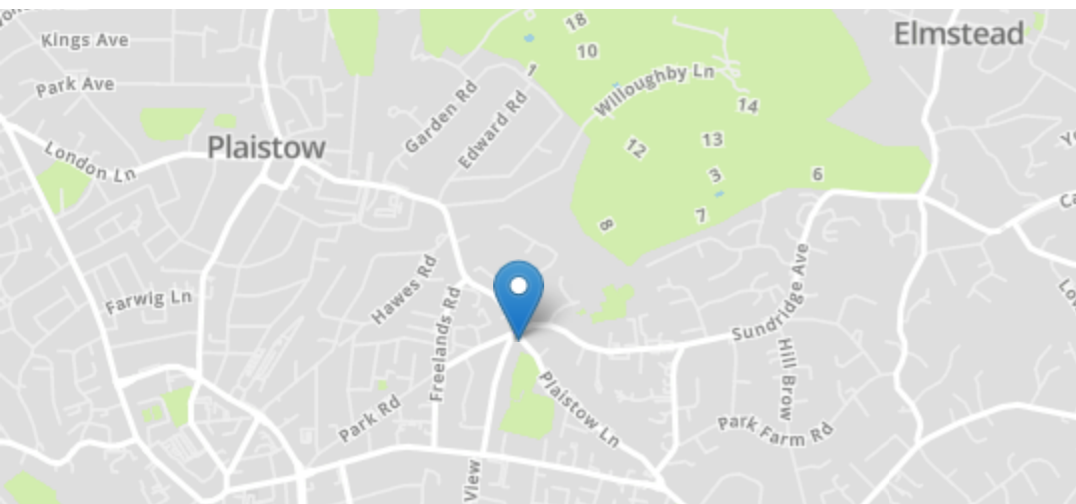 18
Elmstead
Kings Ave
10
1
Willoughby Ln
Park Ave
Garden Rd
Edward Rd
14
13
12
London Ln
Plaistow
3
6
7
8
Hawes Rd
Sundridge Ave
Farwig Ln
Freelands Rd
Hill Brow
Plaistow Ln
Park Rd
Park Farm Rd
View